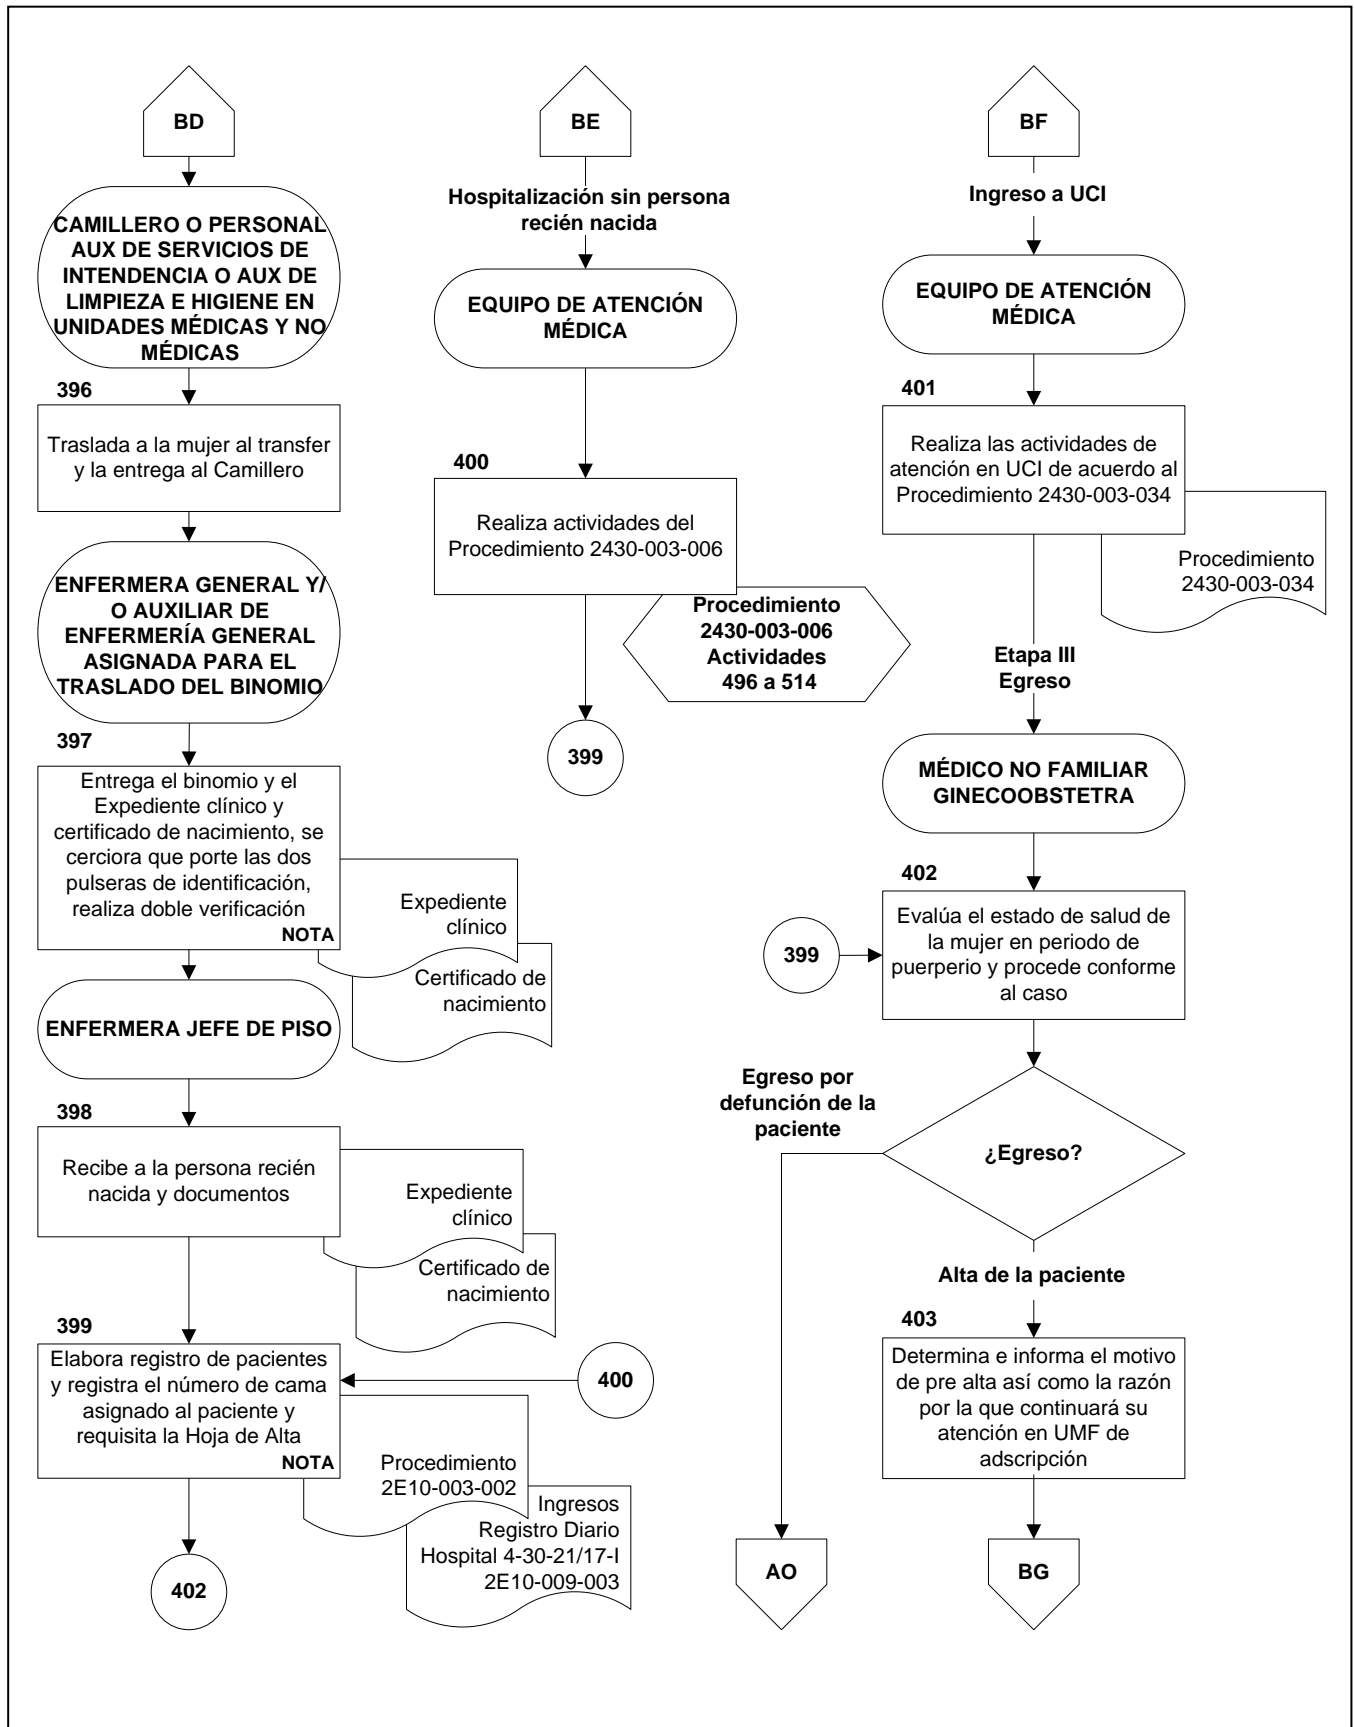 BD
CAMILLERO O PERSONAL
AUX DE SERVICIOS DE
INTENDENCIA O AUX DE
LIMPIEZA E HIGIENE EN
UNIDADES MÉDICAS Y NO
MÉDICAS
396
Traslada a la mujer al transfer
y la entrega al Camillero
ENFERMERA GENERAL Y/
O AUXILIAR DE
ENFERMERÍA GENERAL
ASIGNADA PARA EL
TRASLADO DEL BINOMIO
397
Entrega el binomio y el
Expediente clínico y
certificado de nacimiento, se
cerciora que porte las dos
pulseras de identificación,
realiza doble verificación
NOTA
Expediente
clínico
Certificado de
nacimiento
ENFERMERA JEFE DE PISO
398
Recibe a la persona recién
nacida y documentos
Expediente
clínico
Certificado de
nacimiento
399
Elabora registro de pacientes
y registra el número de cama
asignado al paciente y
requisita la Hoja de Alta
NOTA
400
Procedimiento
2E10-003-002
Ingresos
Registro Diario
Hospital 4-30-21/17-I
2E10-009-003
402
BE
Hospitalización sin persona
recién nacida
EQUIPO DE ATENCIÓN
MÉDICA
400
Realiza actividades del
Procedimiento 2430-003-006
Procedimiento
2430-003-006
Actividades
496 a 514
399
BF
Ingreso a UCI
EQUIPO DE ATENCIÓN
MÉDICA
401
Realiza las actividades de
atención en UCI de acuerdo al
Procedimiento 2430-003-034
Procedimiento
2430-003-034
Etapa III
Egreso
MÉDICO NO FAMILIAR
GINECOOBSTETRA
402
399
Evalúa el estado de salud de
la mujer en periodo de
puerperio y procede conforme
al caso
¿Egreso?
Egreso por
defunción de la
paciente
AO
Alta de la paciente
403
Determina e informa el motivo
de pre alta así como la razón
por la que continuará su
atención en UMF de
adscripción
BG